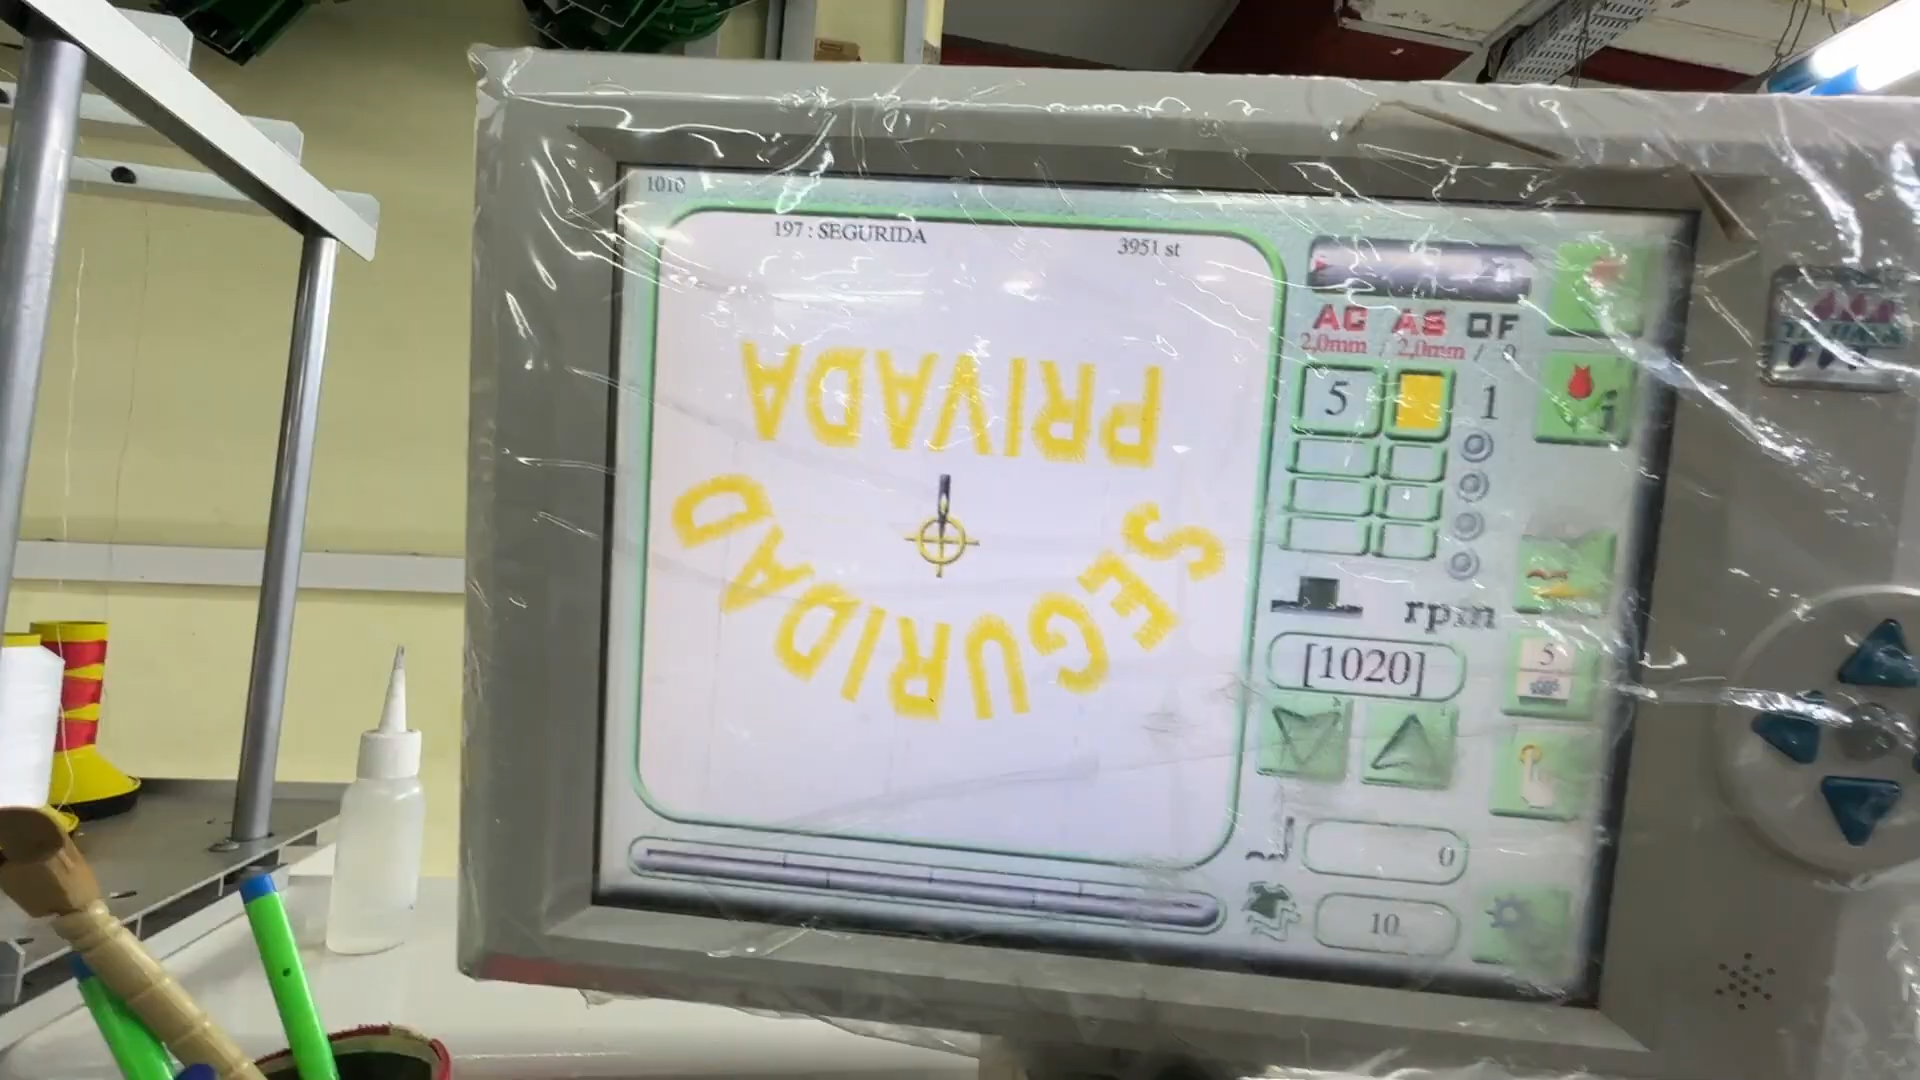 1010
197 : SEGURIDA
3951 st
SEGURIDAD
PRIVADA
AC AS OF
2,0mm / 2,0mm / 0
5
1
rpm
[1020]
5
0
10
i